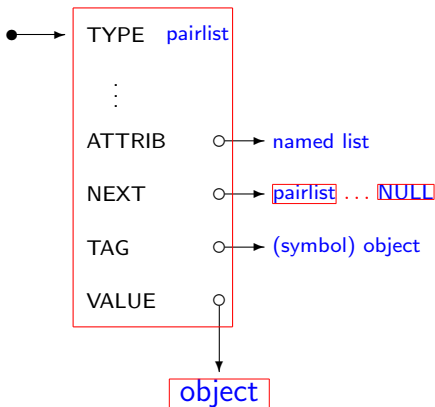 TYPE pairlist
⋮
ATTRIB named list
NEXT pairlist ... NULL
TAG (symbol) object
VALUE
object